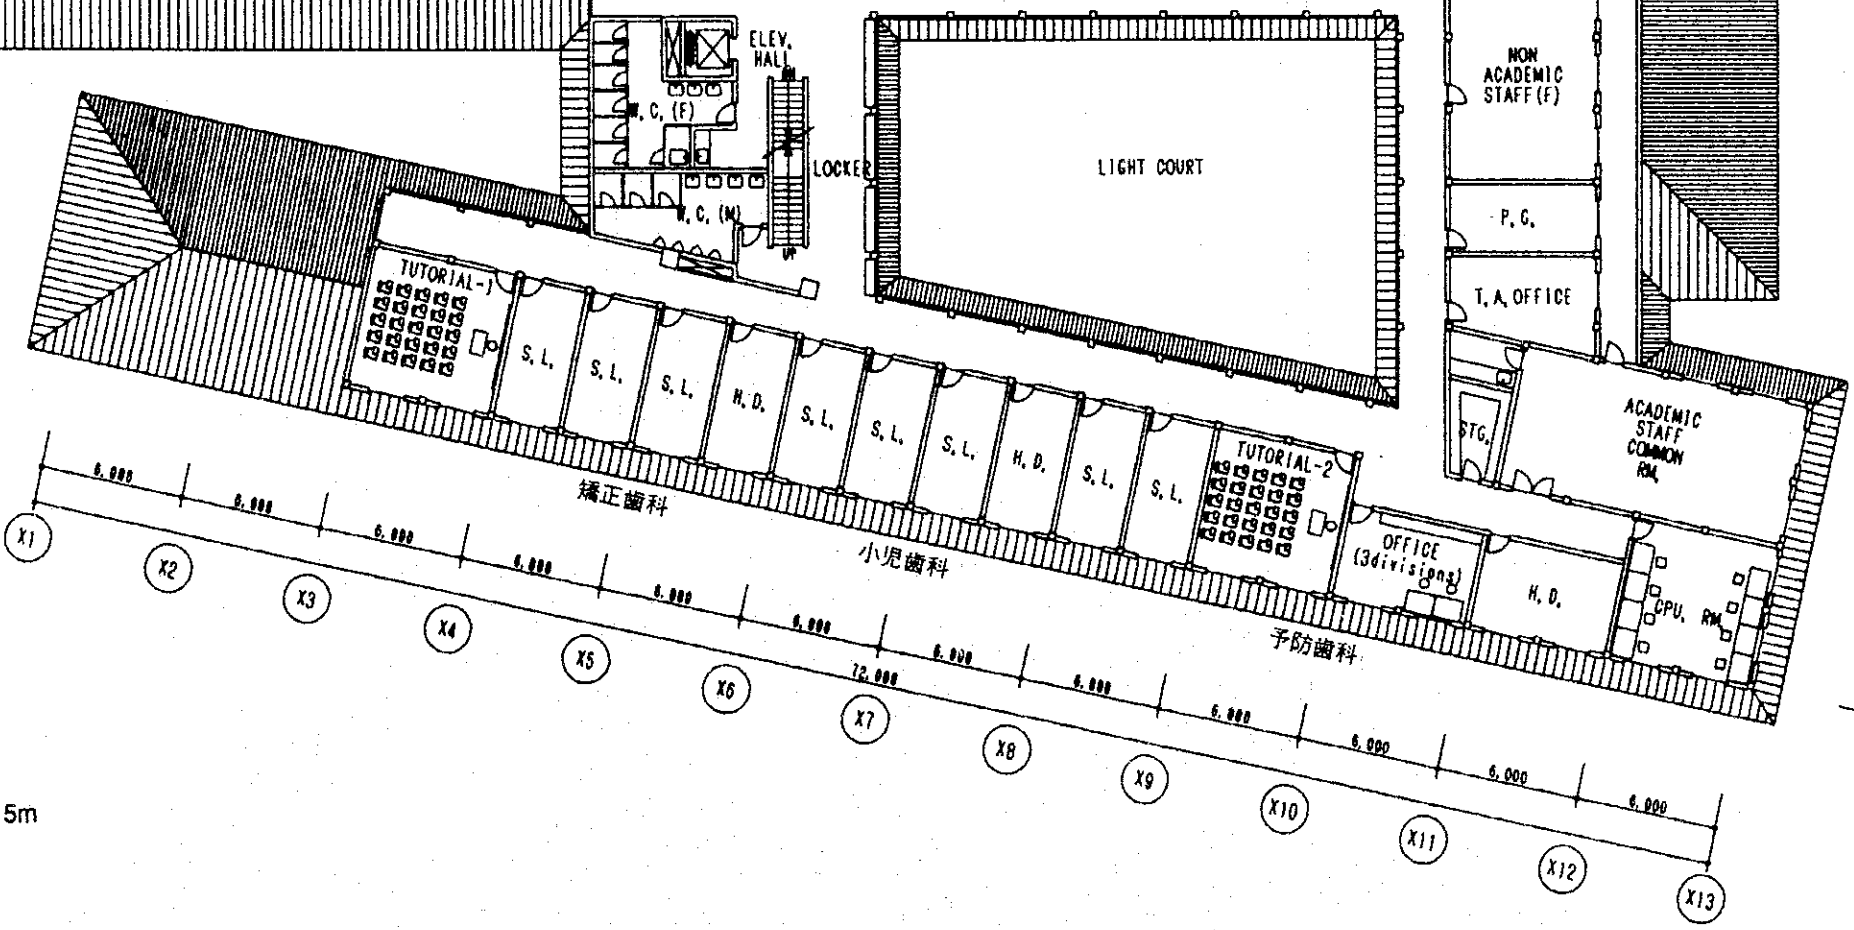 ELEV.
HALL
DN
W. C. (F)
LOCKER
W. C. (M)
UP
LIGHT COURT
NON
ACADEMIC
STAFF (F)
P. G.
T. A. OFFICE
STG.
ACADEMIC
STAFF
COMMON
RM.
TUTORIAL-1
S. L.
S. L.
S. L.
H. D.
S. L.
S. L.
S. L.
H. D.
S. L.
S. L.
TUTORIAL-2
OFFICE
(3divisions)
H. D.
CPU. RM.
矯正歯科
小児歯科
予防歯科
6,000
6,000
6,000
6,000
6,000
6,000
6,000
6,000
6,000
6,000
6,000
6,000
72,000
X1
X2
X3
X4
X5
X6
X7
X8
X9
X10
X11
X12
X13
5m